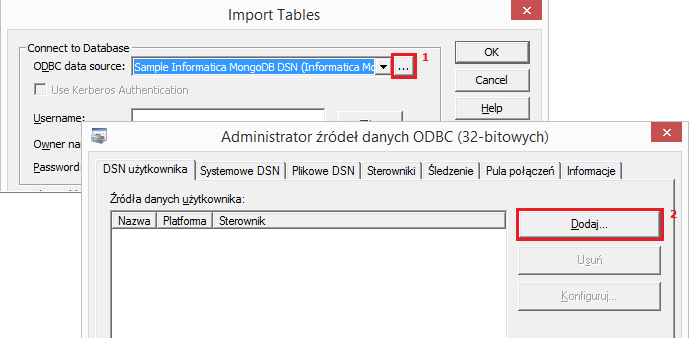 Import Tables
Connect to Database
ODBC data source: Sample Informatica MongoDB DSN (Informatica Mo ... 1
OK
Use Kerberos Authentication
Cancel
Username:
Help
Owner na
Password:
Administrator źródeł danych ODBC (32-bitowych)
DSN użytkownika Systemowe DSN Plikowe DSN Sterowniki Śledzenie Pula połączeń Informacje
Źródła danych użytkownika:
Nazwa Platforma Sterownik
Dodaj... 2
Usuń
Konfiguruj...